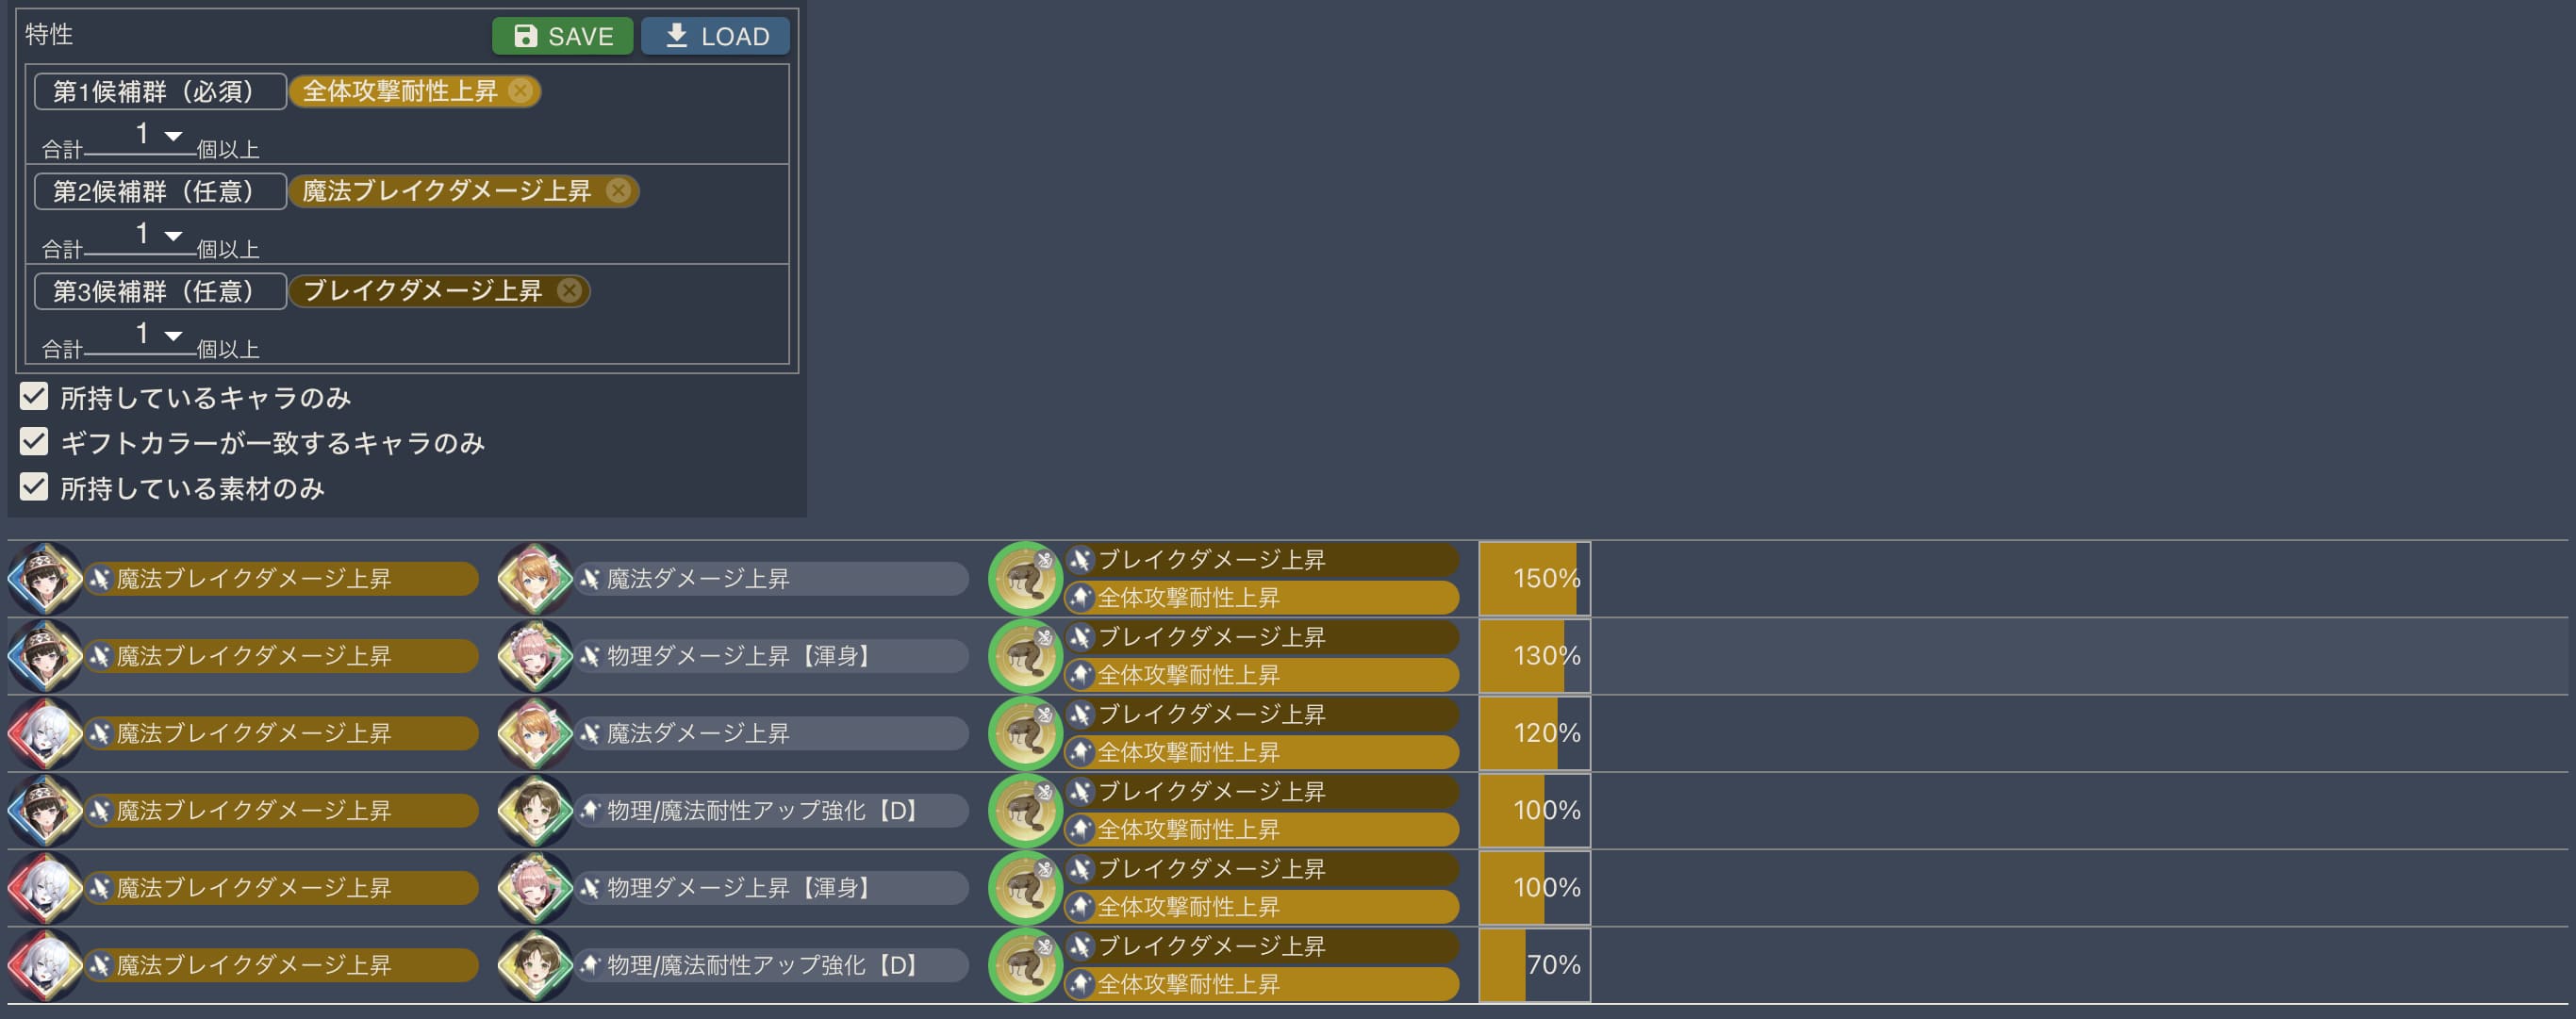 特性
SAVE
LOAD
第1候補群（必須）
全体攻撃耐性上昇
合計 1 個以上
第2候補群（任意）
魔法ブレイクダメージ上昇
合計 1 個以上
第3候補群（任意）
ブレイクダメージ上昇
合計 1 個以上
所持しているキャラのみ
ギフトカラーが一致するキャラのみ
所持している素材のみ
魔法ブレイクダメージ上昇
魔法ダメージ上昇
ブレイクダメージ上昇
全体攻撃耐性上昇
150%
魔法ブレイクダメージ上昇
物理ダメージ上昇【渾身】
ブレイクダメージ上昇
全体攻撃耐性上昇
130%
魔法ブレイクダメージ上昇
魔法ダメージ上昇
ブレイクダメージ上昇
全体攻撃耐性上昇
120%
魔法ブレイクダメージ上昇
物理/魔法耐性アップ強化【D】
ブレイクダメージ上昇
全体攻撃耐性上昇
100%
魔法ブレイクダメージ上昇
物理ダメージ上昇【渾身】
ブレイクダメージ上昇
全体攻撃耐性上昇
100%
魔法ブレイクダメージ上昇
物理/魔法耐性アップ強化【D】
ブレイクダメージ上昇
全体攻撃耐性上昇
70%